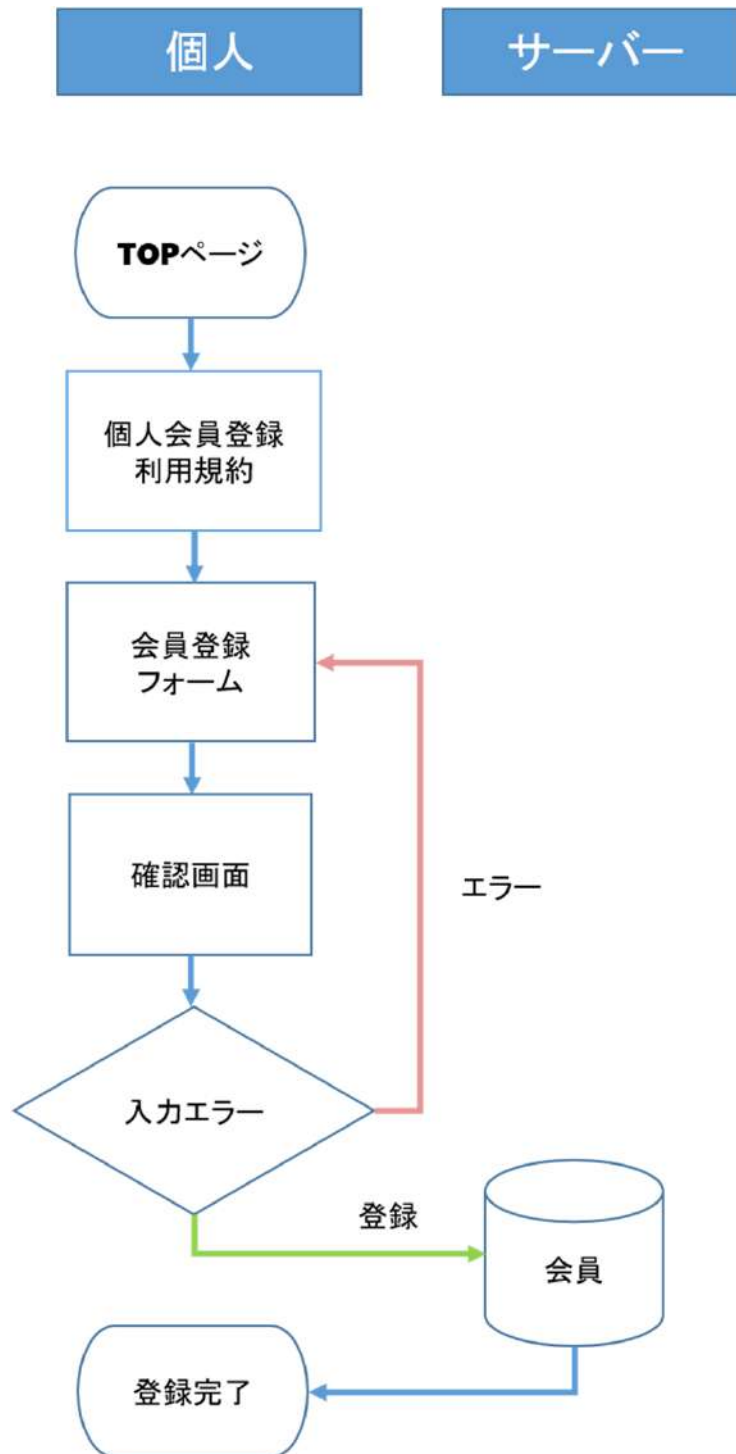 個人
サーバー
TOPページ
個人会員登録
利用規約
会員登録
フォーム
確認画面
エラー
入力エラー
登録
会員
登録完了